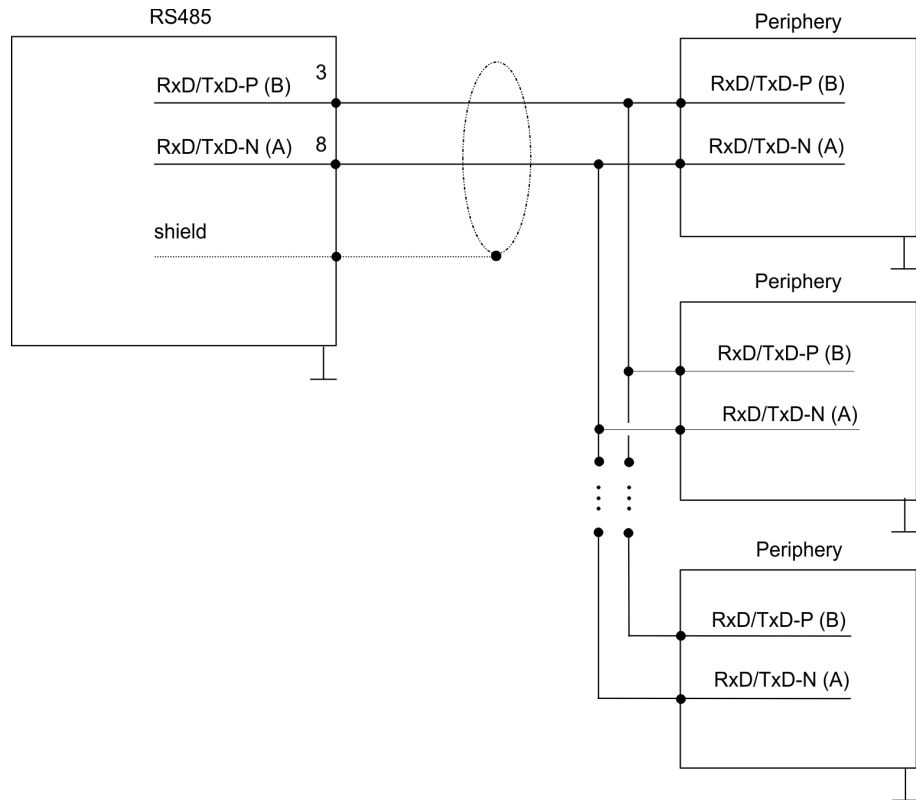 RS485
RxD/TxD-P (B)
3
RxD/TxD-N (A)
8
shield
Periphery
RxD/TxD-P (B)
RxD/TxD-N (A)
Periphery
RxD/TxD-P (B)
RxD/TxD-N (A)
Periphery
RxD/TxD-P (B)
RxD/TxD-N (A)